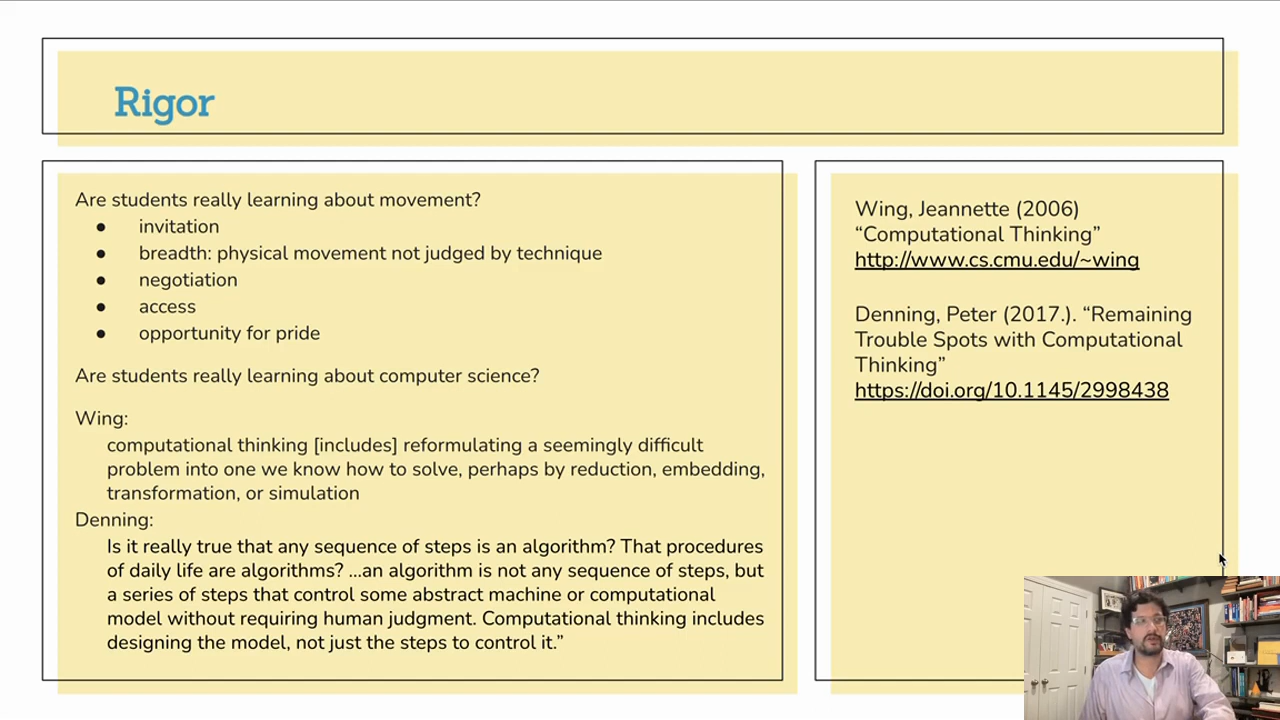 Rigor
Are students really learning about movement?
● invitation
● breadth: physical movement not judged by technique
● negotiation
● access
● opportunity for pride
Are students really learning about computer science?
Wing:
computational thinking [includes] reformulating a seemingly difficult
problem into one we know how to solve, perhaps by reduction, embedding,
transformation, or simulation
Denning:
Is it really true that any sequence of steps is an algorithm? That procedures
of daily life are algorithms? ...an algorithm is not any sequence of steps, but
a series of steps that control some abstract machine or computational
model without requiring human judgment. Computational thinking includes
designing the model, not just the steps to control it.”
Wing, Jeannette (2006)
“Computational Thinking”
http://www.cs.cmu.edu/~wing
Denning, Peter (2017.). “Remaining
Trouble Spots with Computational
Thinking”
https://doi.org/10.1145/2998438